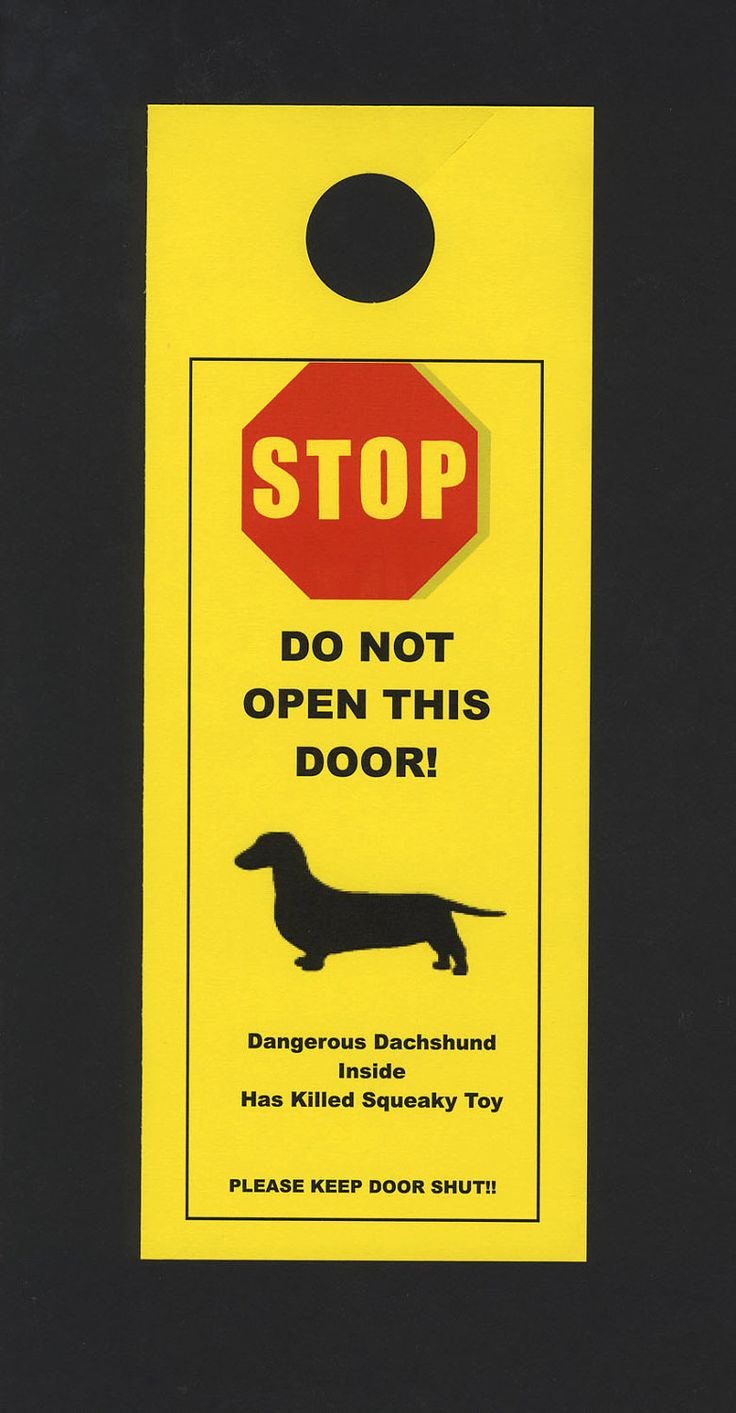 STOP
DO NOT
OPEN THIS
DOOR!
Dangerous Dachshund
Inside
Has Killed Squeaky Toy
PLEASE KEEP DOOR SHUT!!